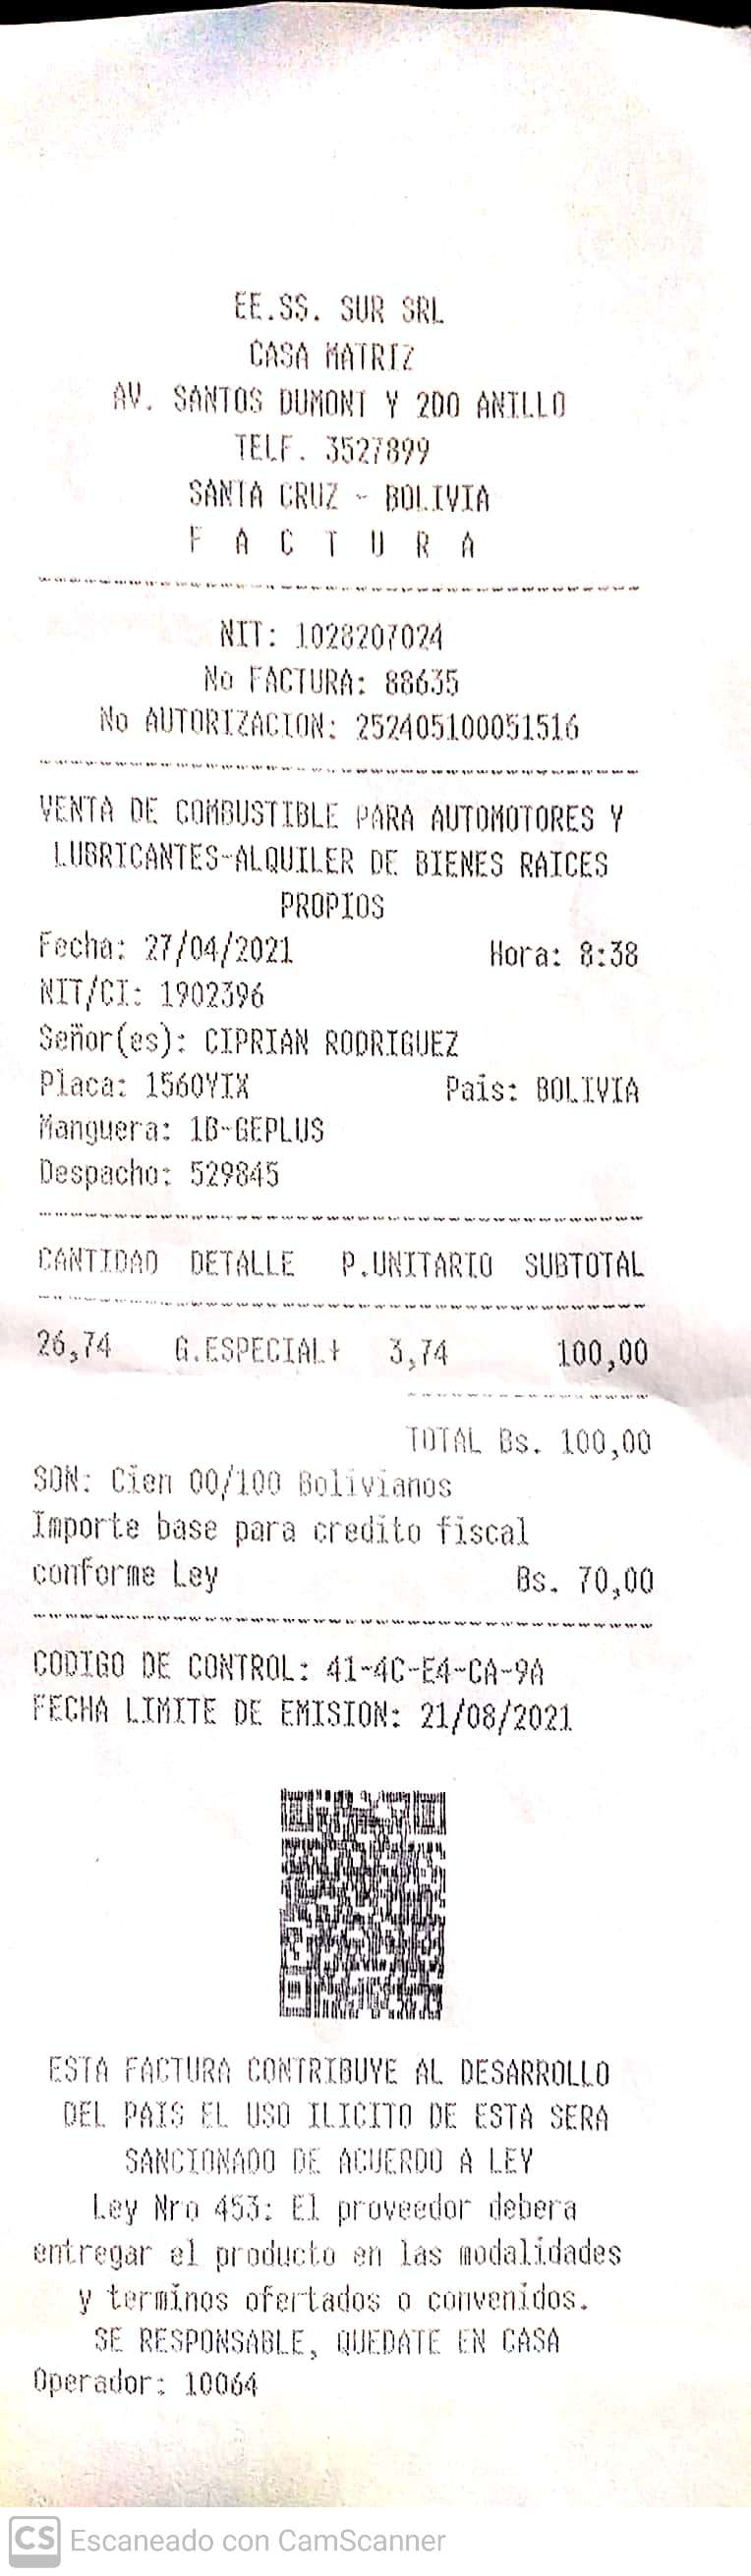 EE.SS. SUR SRL
CASA MATRIZ
AV. SANTOS DUMONT Y 2DO ANILLO
TELF. 3527899
SANTA CRUZ - BOLIVIA
F A C T U R A
NIT: 1028207024
No FACTURA: 88635
No AUTORIZACION: 252405100051516
VENTA DE COMBUSTIBLE PARA AUTOMOTORES Y
LUBRICANTES-ALQUILER DE BIENES RAICES
PROPIOS
Fecha: 27/04/2021 Hora: 8:38
NIT/CI: 1902396
Señor(es): CIPRIAN RODRIGUEZ
Placa: 1560YIX Pais: BOLIVIA
Manguera: 1B-GEPLUS
Despacho: 529845
CANTIDAD DETALLE P.UNITARIO SUBTOTAL
26,74 G.ESPECIAL+ 3,74 100,00
TOTAL Bs. 100,00
SON: Cien 00/100 Bolivianos
Importe base para credito fiscal
conforme Ley Bs. 70,00
CODIGO DE CONTROL: 41-4C-E4-CA-9A
FECHA LIMITE DE EMISION: 21/08/2021
ESTA FACTURA CONTRIBUYE AL DESARROLLO
DEL PAIS EL USO ILICITO DE ESTA SERA
SANCIONADO DE ACUERDO A LEY
Ley Nro 453: El proveedor debera
entregar el producto en las modalidades
y terminos ofertados o convenidos.
SE RESPONSABLE, QUEDATE EN CASA
Operador: 10064
CS Escaneado con CamScanner